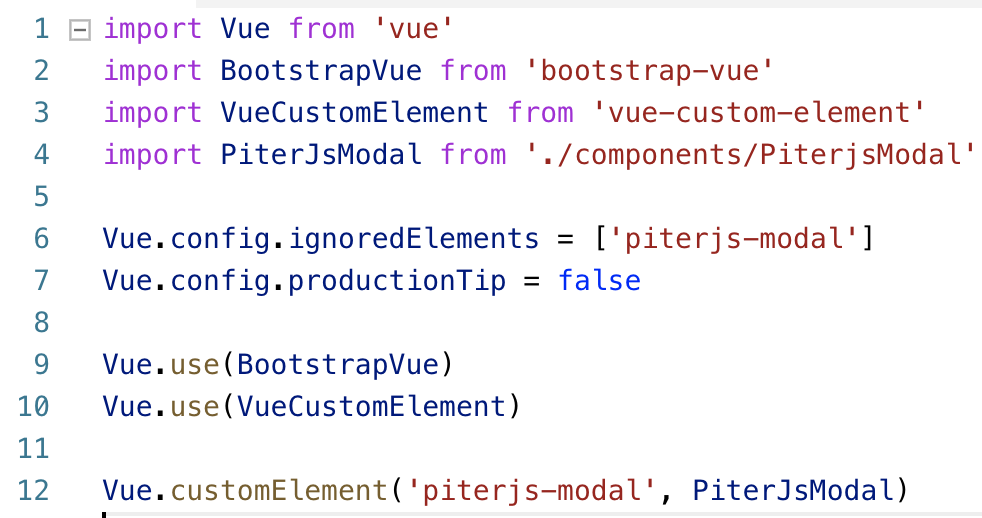 1 import Vue from 'vue'
2 import BootstrapVue from 'bootstrap-vue'
3 import VueCustomElement from 'vue-custom-element'
4 import PiterJsModal from './components/PiterjsModal'
5
6 Vue.config.ignoredElements = ['piterjs-modal']
7 Vue.config.productionTip = false
8
9 Vue.use(BootstrapVue)
10 Vue.use(VueCustomElement)
11
12 Vue.customElement('piterjs-modal', PiterJsModal)